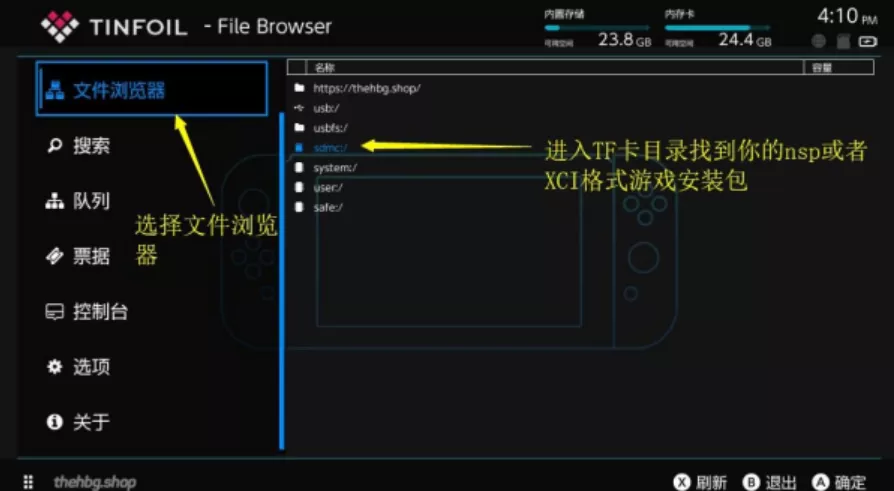 TINFOIL - File Browser
内置存储
可用空间 23.8 GB
内存卡
可用空间 24.4 GB
4:10 PM
文件浏览器
搜索
队列
票据
控制台
选项
关于
选择文件浏览
器
名称 容量
https://thehbg.shop/
usb:/
usbfs:/
sdmc:/
system:/
user:/
safe:/
进入TF卡目录找到你的nsp或者
XCI格式游戏安装包
thehbg.shop
X 刷新 B 退出 A 确定